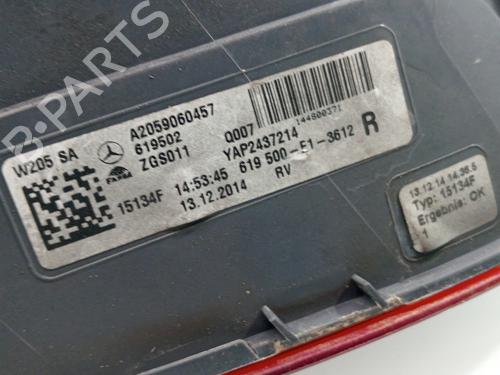 B-PARTS
W205 SA
A2059060457
619502
ZGS011
Q007
YAP2437214
144800371
15134F 14:53:45 619 500-E1-3612 R
13.12.2014 RV
13.12.14 14:36.5
Typ: 15134F
Ergebnis: OK
1